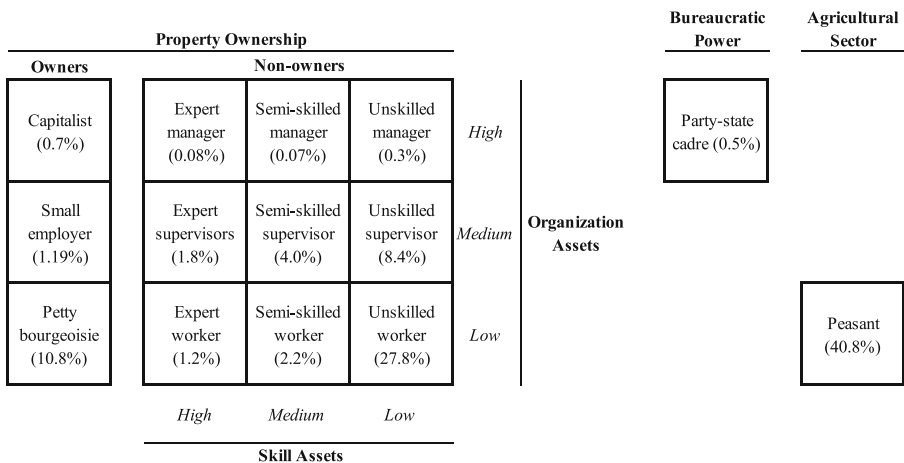 Bureaucratic
Power
Agricultural
Sector
Property Ownership
Owners
Non-owners
Capitalist
(0.7%)
Expert
manager
(0.08%)
Semi-skilled
manager
(0.07%)
Unskilled
manager
(0.3%)
High
Party-state
cadre (0.5%)
Small
employer
(1.19%)
Expert
supervisors
(1.8%)
Semi-skilled
supervisor
(4.0%)
Unskilled
supervisor
(8.4%)
Medium
Organization
Assets
Petty
bourgeoisie
(10.8%)
Expert
worker
(1.2%)
Semi-skilled
worker
(2.2%)
Unskilled
worker
(27.8%)
Low
Peasant
(40.8%)
High
Medium
Low
Skill Assets